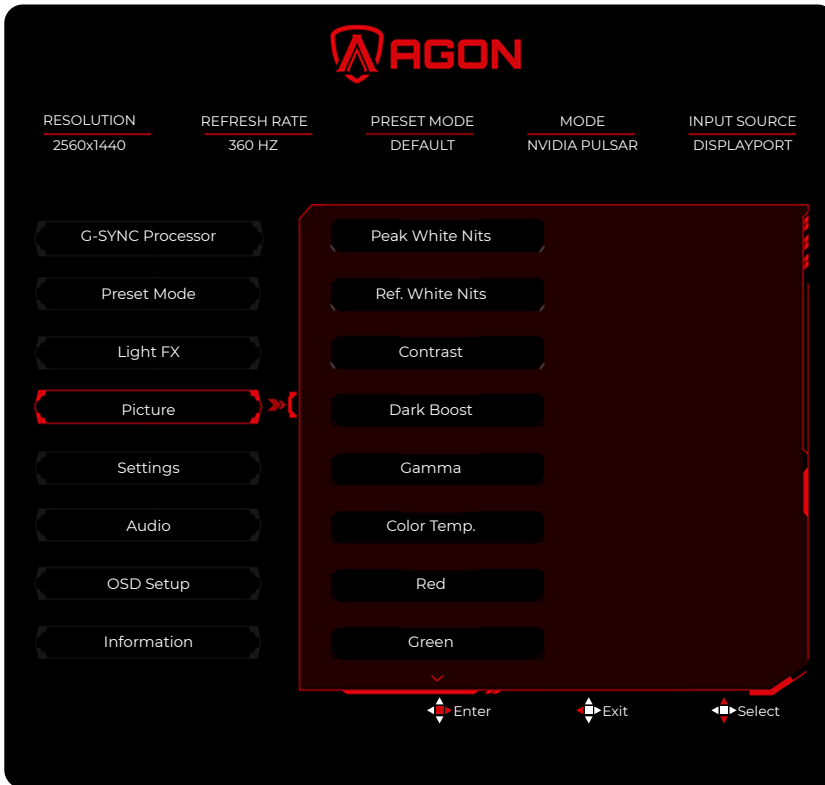 AGON
RESOLUTION REFRESH RATE PRESET MODE MODE INPUT SOURCE
2560x1440 360 HZ DEFAULT NVIDIA PULSAR DISPLAYPORT
G-SYNC Processor Peak White Nits
Preset Mode Ref. White Nits
Light FX Contrast
Picture Dark Boost
Settings Gamma
Audio Color Temp.
OSD Setup Red
Information Green
Enter Exit Select